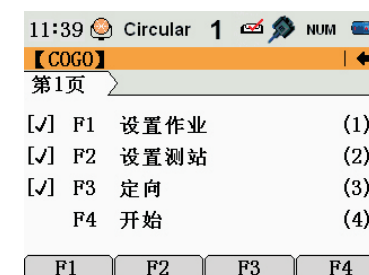 11:39 Circular 1 NUM
【COGO】
第1页
[✓] F1 设置作业 (1)
[✓] F2 设置测站 (2)
[✓] F3 定向 (3)
F4 开始 (4)
F1 F2 F3 F4